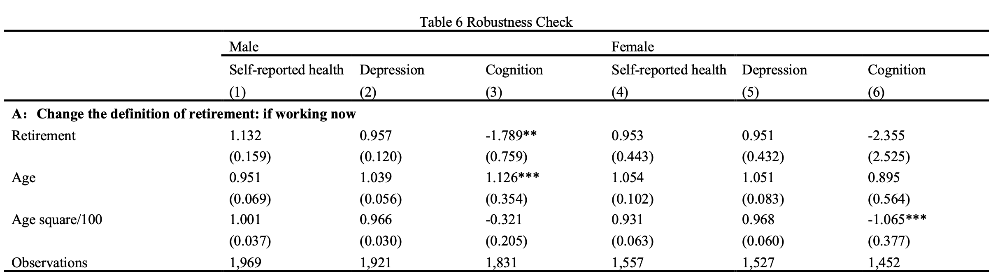 Table 6 Robustness Check
Male Female
Self-reported health Depression Cognition Self-reported health Depression Cognition
(1) (2) (3) (4) (5) (6)
A：Change the definition of retirement: if working now
Retirement 1.132 0.957 -1.789** 0.953 0.951 -2.355
(0.159) (0.120) (0.759) (0.443) (0.432) (2.525)
Age 0.951 1.039 1.126*** 1.054 1.051 0.895
(0.069) (0.056) (0.354) (0.102) (0.083) (0.564)
Age square/100 1.001 0.966 -0.321 0.931 0.968 -1.065***
(0.037) (0.030) (0.205) (0.063) (0.060) (0.377)
Observations 1,969 1,921 1,831 1,557 1,527 1,452